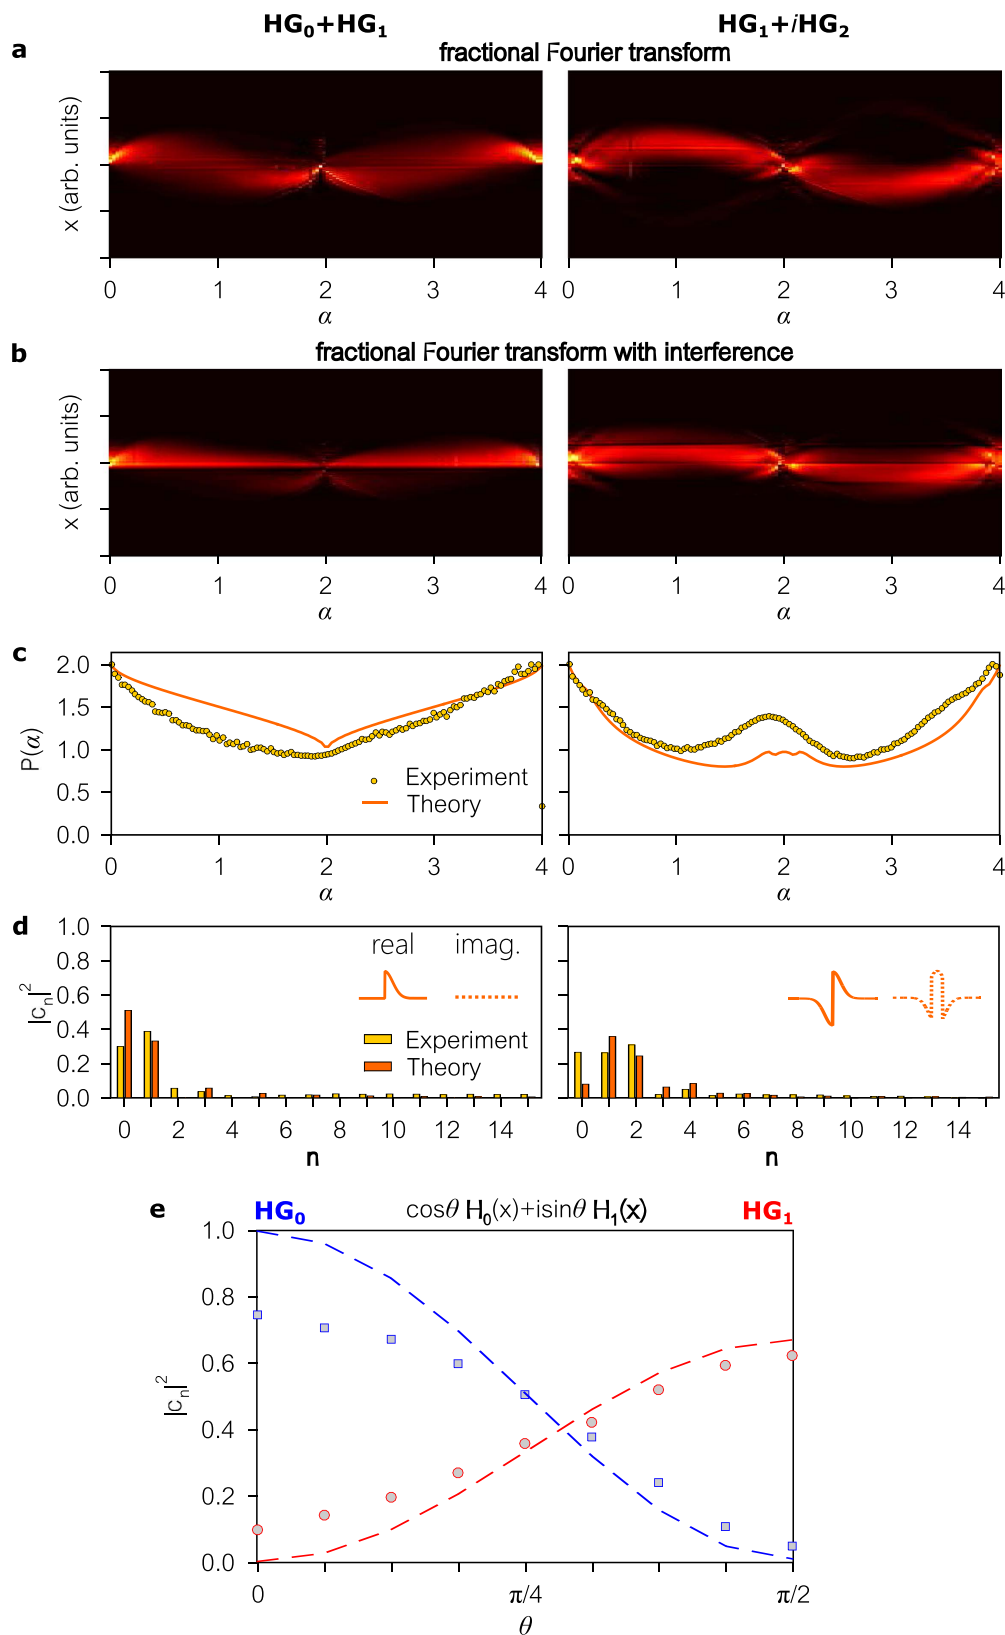 HG₀+HG₁ HG₁+iHG₂
a fractional Fourier transform
x (arb. units)
0 1 2 3 4 0 1 2 3 4
α α
b fractional Fourier transform with interference
x (arb. units)
0 1 2 3 4 0 1 2 3 4
α α
c
P(α)
2.0
1.5
1.0
0.5
0.0
Experiment
Theory
0 1 2 3 4 0 1 2 3 4
α α
d
|c_n|²
1.0
0.8
0.6
0.4
0.2
0.0
real imag.
Experiment
Theory
0 2 4 6 8 10 12 14 0 2 4 6 8 10 12 14
n n
e HG₀ cosθ H₀(x)+isinθ H₁(x) HG₁
|c_n|²
1.0
0.8
0.6
0.4
0.2
0.0
0 π/4 π/2
θ